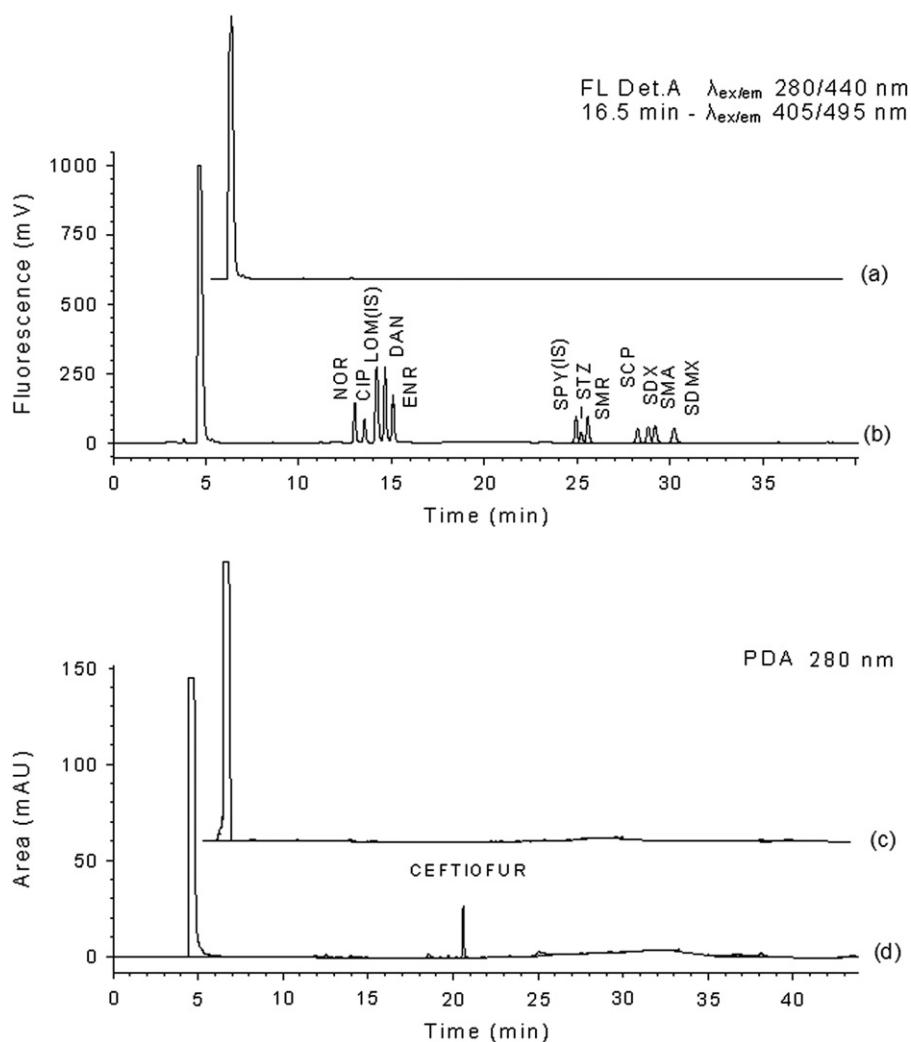 FL Det.A λex/em 280/440 nm
16.5 min - λex/em 405/495 nm
Fluorescence (mV)
1000
750
500
250
0
(a)
(b)
NOR
CIP
LOM(IS)
DAN
ENR
SPY(IS)
STZ
SMR
SCP
SDX
SMA
SDMX
0 5 10 15 20 25 30 35
Time (min)
PDA 280 nm
Area (mAU)
150
100
50
0
(c)
CEFTIOFUR
(d)
0 5 10 15 20 25 30 35 40
Time (min)